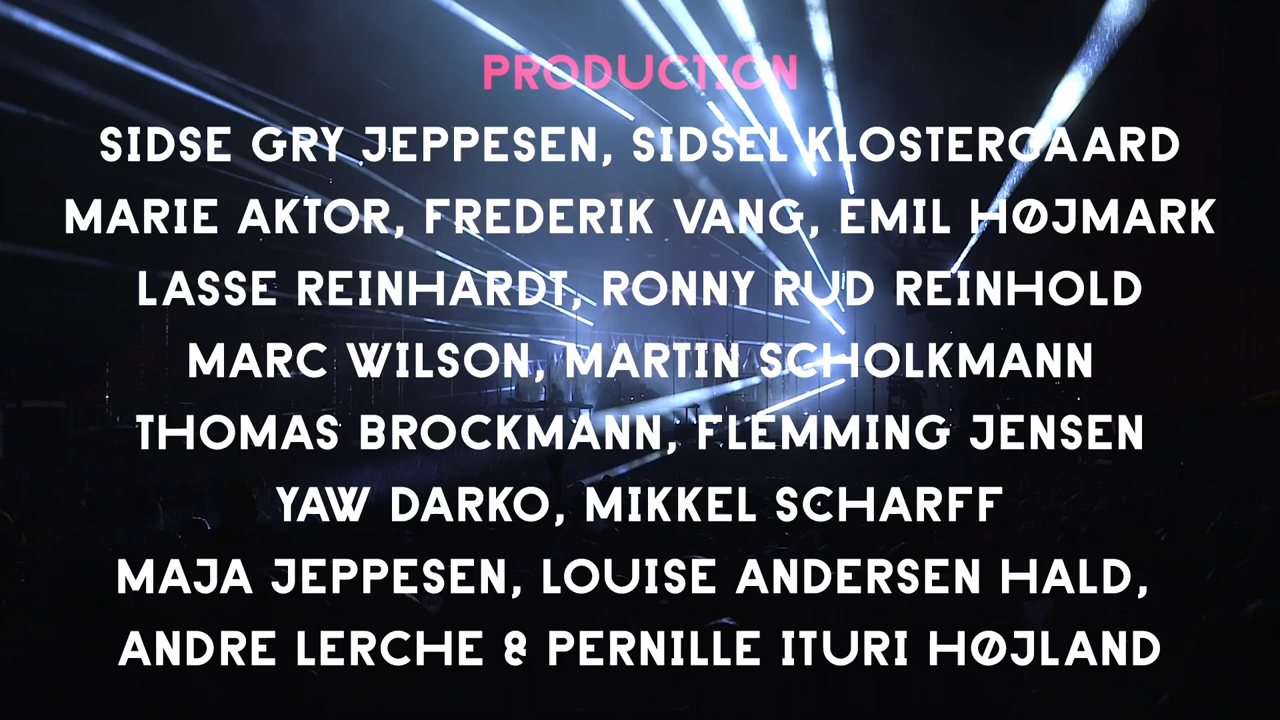 PRODUCTION
SIDSE GRY JEPPESEN, SIDSEL KLOSTERGAARD
MARIE AKTOR, FREDERIK VANG, EMIL HØJMARK
LASSE REINHARDT, RONNY RUD REINHOLD
MARC WILSON, MARTIN SCHOLKMANN
THOMAS BROCKMANN, FLEMMING JENSEN
YAW DARKO, MIKKEL SCHARFF
MAJA JEPPESEN, LOUISE ANDERSEN HALD,
ANDRE LERCHE & PERNILLE ITURI HØJLAND